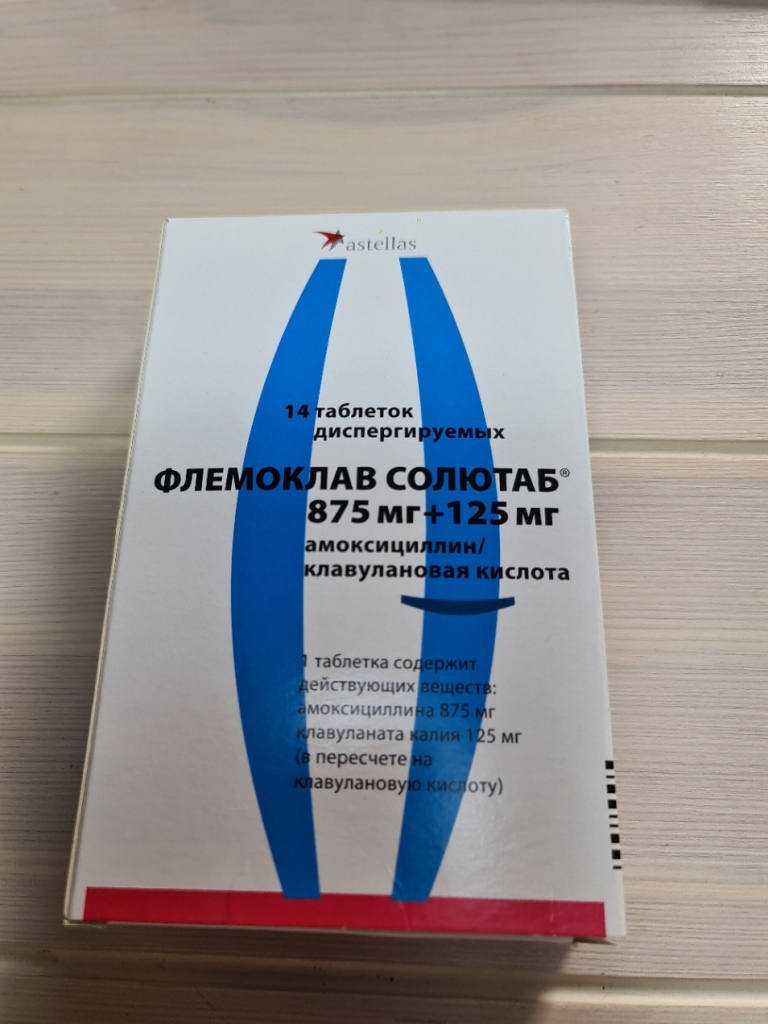 astellas
14 таблеток
диспергируемых
ФЛЕМОКЛАВ СОЛЮТАБ®
875 мг+125 мг
амоксициллин/
клавулановая кислота
1 таблетка содержит
действующих веществ:
амоксициллина 875 мг
клавуланата калия 125 мг
(в пересчете на
клавулановую кислоту)